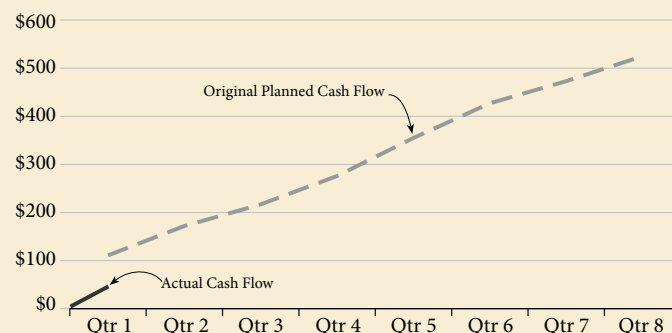 $600
$500
Original Planned Cash Flow
$400
$300
$200
$100
Actual Cash Flow
$0
Qtr 1 Qtr 2 Qtr 3 Qtr 4 Qtr 5 Qtr 6 Qtr 7 Qtr 8